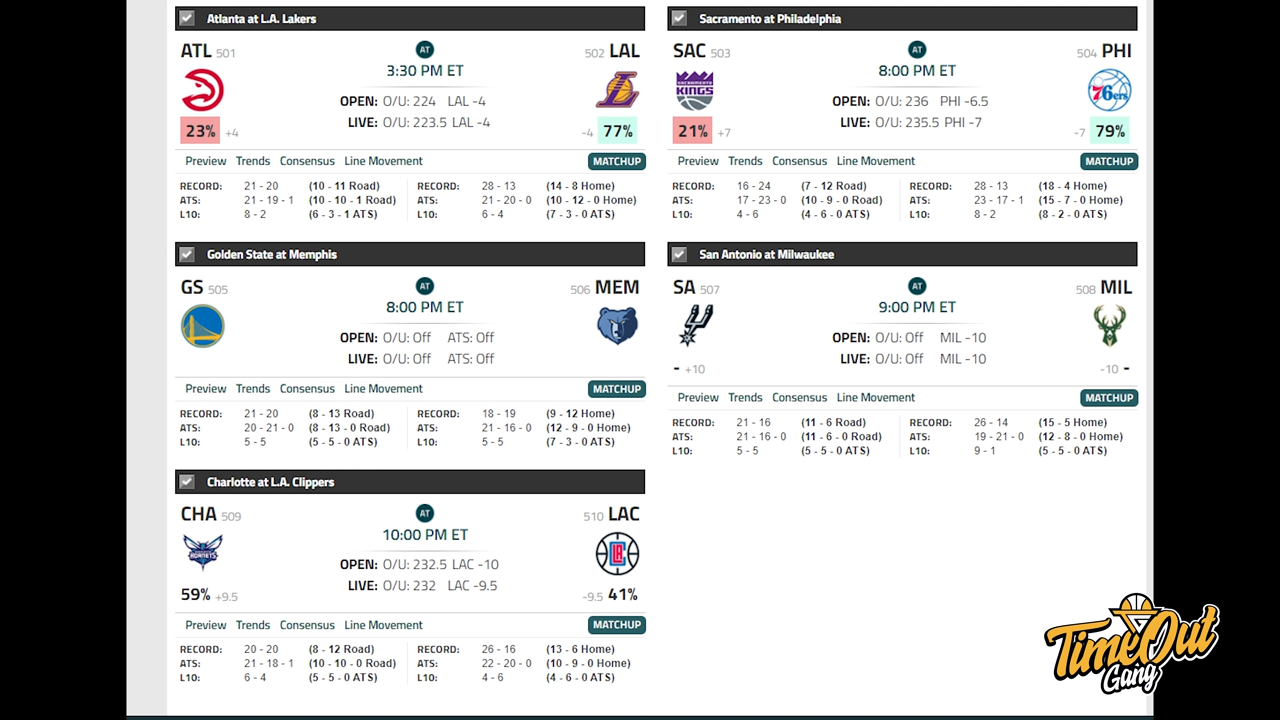 Atlanta at L.A. Lakers
ATL 501 AT 502 LAL
3:30 PM ET
OPEN: O/U: 224 LAL -4
LIVE: O/U: 223.5 LAL -4
23% +4 -4 77%
Preview Trends Consensus Line Movement MATCHUP
RECORD: 21 - 20 (10 - 11 Road) RECORD: 28 - 13 (14 - 8 Home)
ATS: 21 - 19 - 1 (10 - 10 - 1 Road) ATS: 21 - 20 - 0 (10 - 12 - 0 Home)
L10: 8 - 2 (6 - 3 - 1 ATS) L10: 6 - 4 (7 - 3 - 0 ATS)
Sacramento at Philadelphia
SAC 503 AT 504 PHI
8:00 PM ET
SACRAMENTO
KINGS
76ers
OPEN: O/U: 236 PHI -6.5
LIVE: O/U: 235.5 PHI -7
21% +7 -7 79%
Preview Trends Consensus Line Movement MATCHUP
RECORD: 16 - 24 (7 - 12 Road) RECORD: 28 - 13 (18 - 4 Home)
ATS: 17 - 23 - 0 (10 - 9 - 0 Road) ATS: 23 - 17 - 1 (15 - 7 - 0 Home)
L10: 4 - 6 (4 - 6 - 0 ATS) L10: 8 - 2 (8 - 2 - 0 ATS)
Golden State at Memphis
GS 505 AT 506 MEM
8:00 PM ET
OPEN: O/U: Off ATS: Off
LIVE: O/U: Off ATS: Off
Preview Trends Consensus Line Movement MATCHUP
RECORD: 21 - 20 (8 - 13 Road) RECORD: 18 - 19 (9 - 12 Home)
ATS: 20 - 21 - 0 (8 - 13 - 0 Road) ATS: 21 - 16 - 0 (12 - 9 - 0 Home)
L10: 5 - 5 (5 - 5 - 0 ATS) L10: 5 - 5 (7 - 3 - 0 ATS)
San Antonio at Milwaukee
SA 507 AT 508 MIL
9:00 PM ET
OPEN: O/U: Off MIL -10
LIVE: O/U: Off MIL -10
- +10 -10 -
Preview Trends Consensus Line Movement MATCHUP
RECORD: 21 - 16 (11 - 6 Road) RECORD: 26 - 14 (15 - 5 Home)
ATS: 21 - 16 - 0 (11 - 6 - 0 Road) ATS: 19 - 21 - 0 (12 - 8 - 0 Home)
L10: 5 - 5 (5 - 5 - 0 ATS) L10: 9 - 1 (5 - 5 - 0 ATS)
Charlotte at L.A. Clippers
CHA 509 AT 510 LAC
10:00 PM ET
HORNETS
OPEN: O/U: 232.5 LAC -10
LIVE: O/U: 232 LAC -9.5
59% +9.5 -9.5 41%
Preview Trends Consensus Line Movement MATCHUP
RECORD: 20 - 20 (8 - 12 Road) RECORD: 26 - 16 (13 - 6 Home)
ATS: 21 - 18 - 1 (10 - 10 - 0 Road) ATS: 22 - 20 - 0 (10 - 9 - 0 Home)
L10: 6 - 4 (5 - 5 - 0 ATS) L10: 4 - 6 (4 - 6 - 0 ATS)
TimeOut
Gang